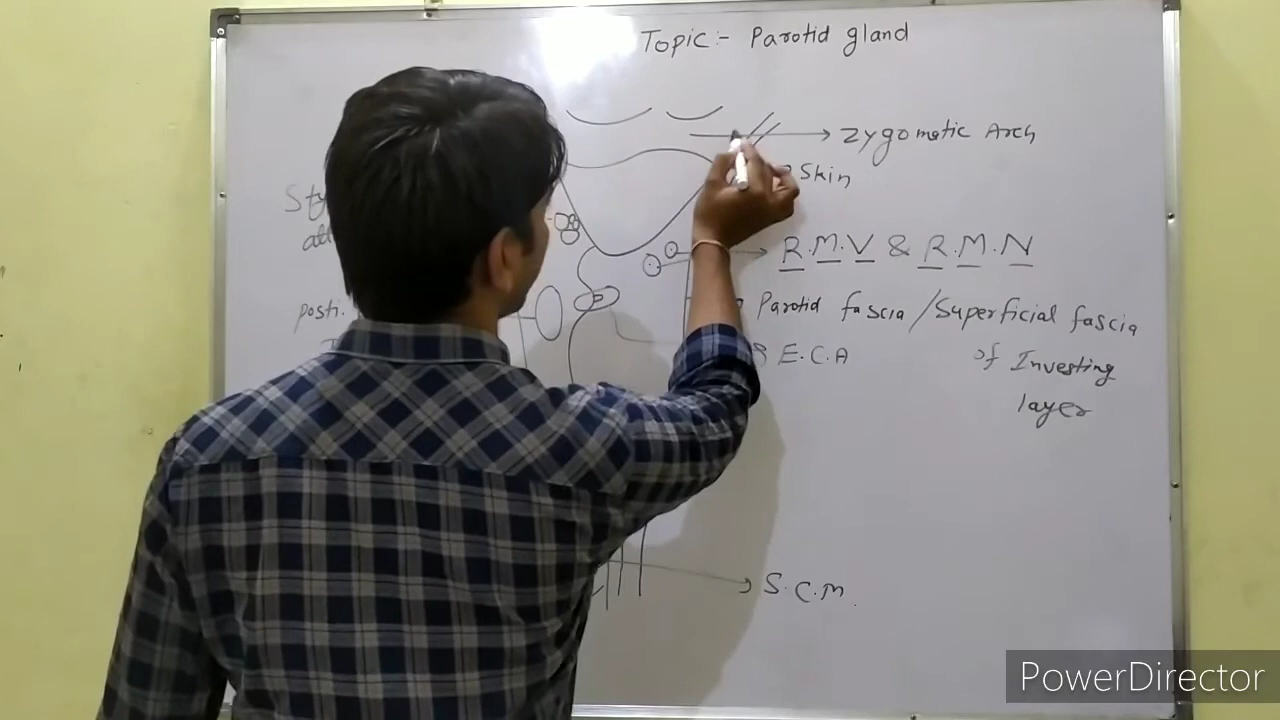 Topic:- Parotid gland
Zygomatic Arch
Skin
R.M.V & R.M.N
Parotid fascia / Superficial fascia
of Investing
layer
E.C.A
posti.
S.C.M
PowerDirector